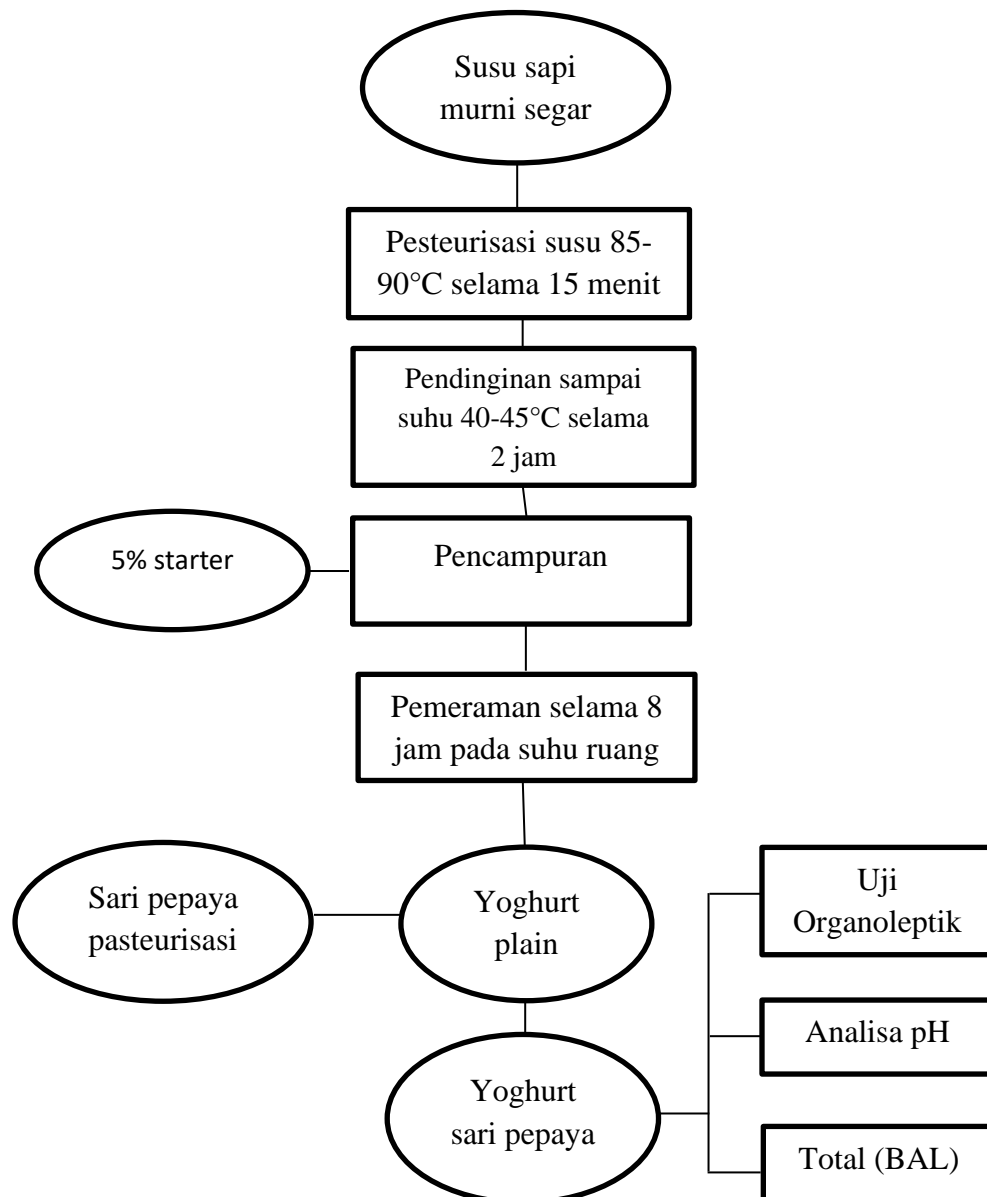 Susu sapi
murni segar
Pesteurisasi susu 85-
90°C selama 15 menit
Pendinginan sampai
suhu 40-45°C selama
2 jam
5% starter
Pencampuran
Pemeraman selama 8
jam pada suhu ruang
Sari pepaya
pasteurisasi
Yoghurt
plain
Uji
Organoleptik
Analisa pH
Yoghurt
sari pepaya
Total (BAL)